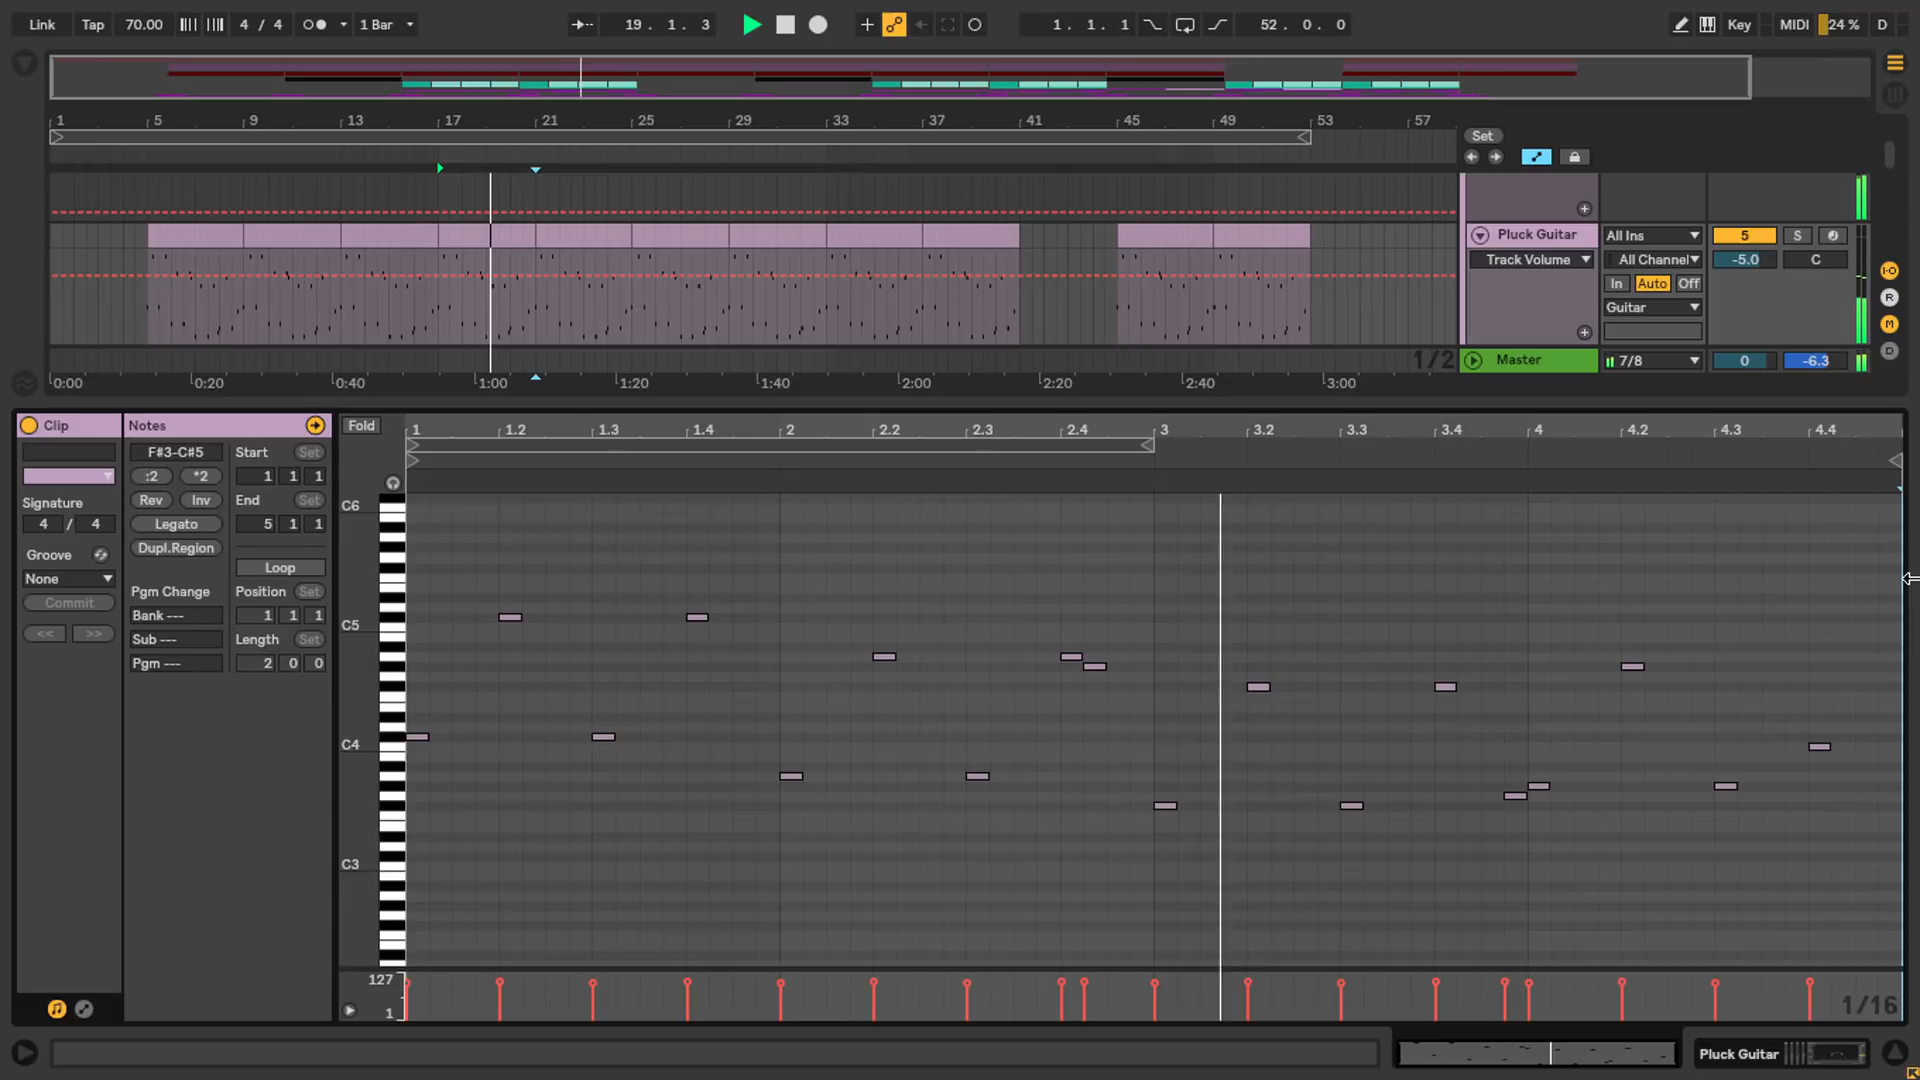 Link Tap 70.00 4 / 4 1 Bar 19 . 1 . 3 1 . 1 . 1 52 . 0 . 0 Key MIDI 24 % D
1 5 9 13 17 21 25 29 33 37 41 45 49 53 57
Set
Pluck Guitar All Ins 5 S
Track Volume All Channel -5.0 C
In Auto Off
Guitar
1/2
Master 7/8 0 -6.3
I·O
R
M
D
0:00 0:20 0:40 1:00 1:20 1:40 2:00 2:20 2:40 3:00
Clip Notes Fold
1 1.2 1.3 1.4 2 2.2 2.3 2.4 3 3.2 3.3 3.4 4 4.2 4.3 4.4
F#3-C#5 Start Set
:2 *2 1 1 1
Signature Rev Inv End Set
4 / 4 Legato 5 1 1
Groove Dupl.Region
Loop
None
Pgm Change Position Set
Commit Bank --- 1 1 1
<< >> Sub --- Length Set
Pgm --- 2 0 0
C6
C5
C4
C3
127
1
1/16
Pluck Guitar